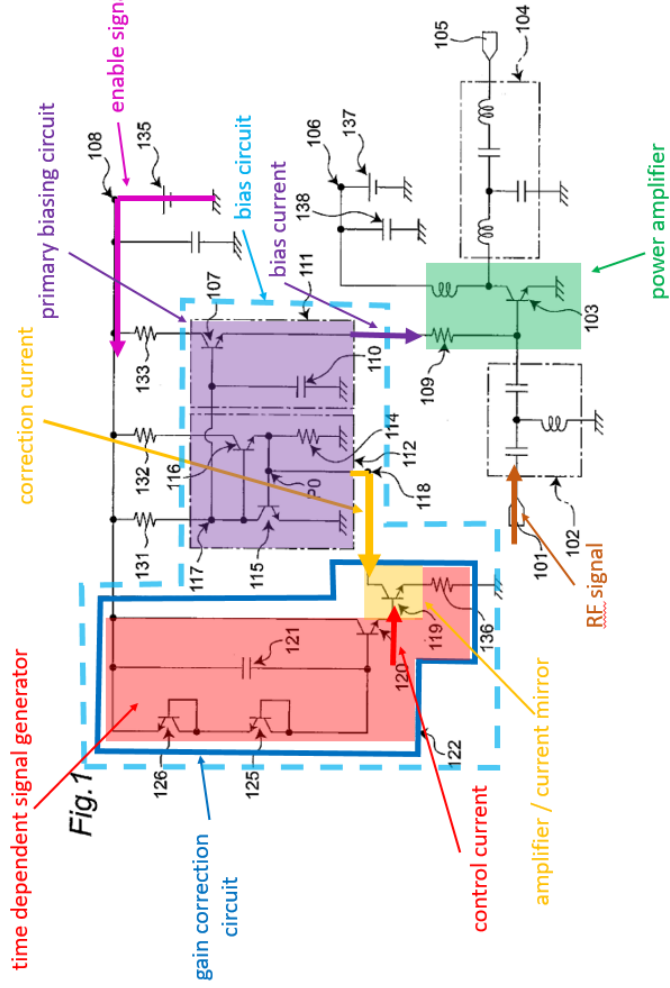 time dependent signal generator
correction current
primary biasing circuit
enable signa
Fig.1
gain correction
circuit
bias circuit
bias current
108
135
133
132
131
107
111
106
137
138
105
104
126
125
121
122
120
119
136
117
116
115
P0
118
112
114
110
109
103
101
102
control current
amplifier / current mirror
RF signal
power amplifier